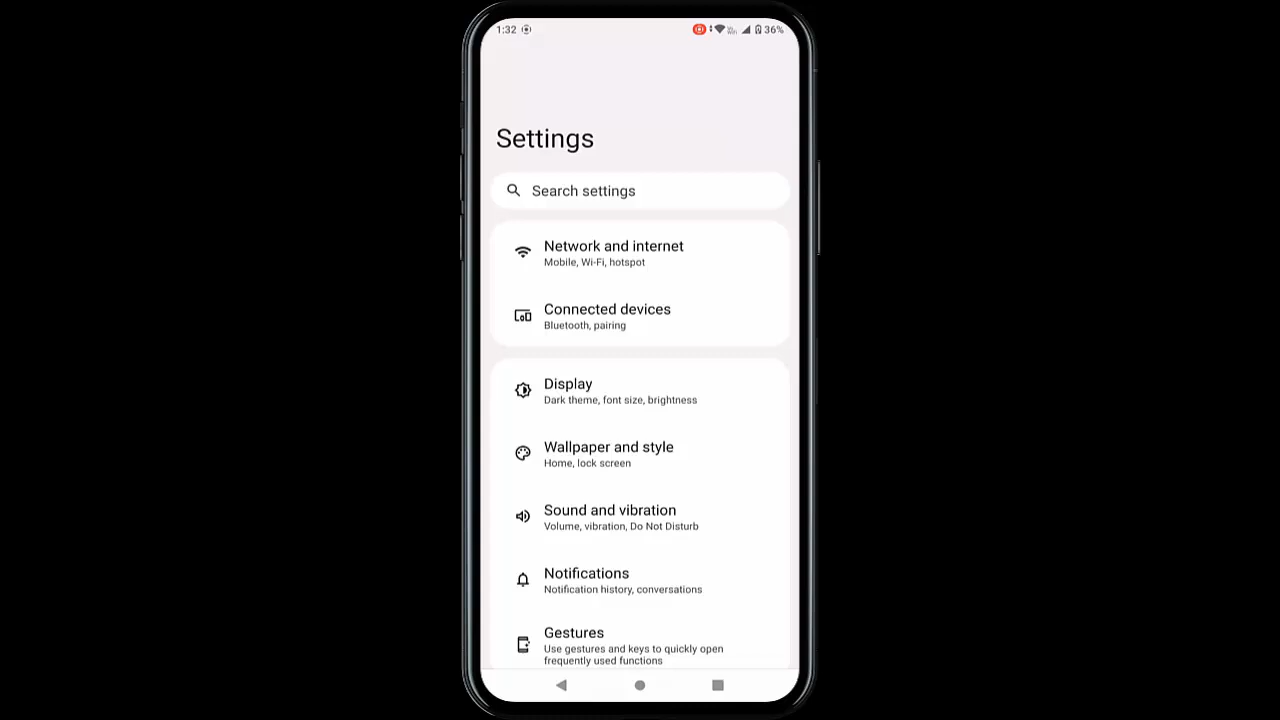 1:32 36%
Settings
Search settings
Network and internet
Mobile, Wi-Fi, hotspot
Connected devices
Bluetooth, pairing
Display
Dark theme, font size, brightness
Wallpaper and style
Home, lock screen
Sound and vibration
Volume, vibration, Do Not Disturb
Notifications
Notification history, conversations
Gestures
Use gestures and keys to quickly open
frequently used functions